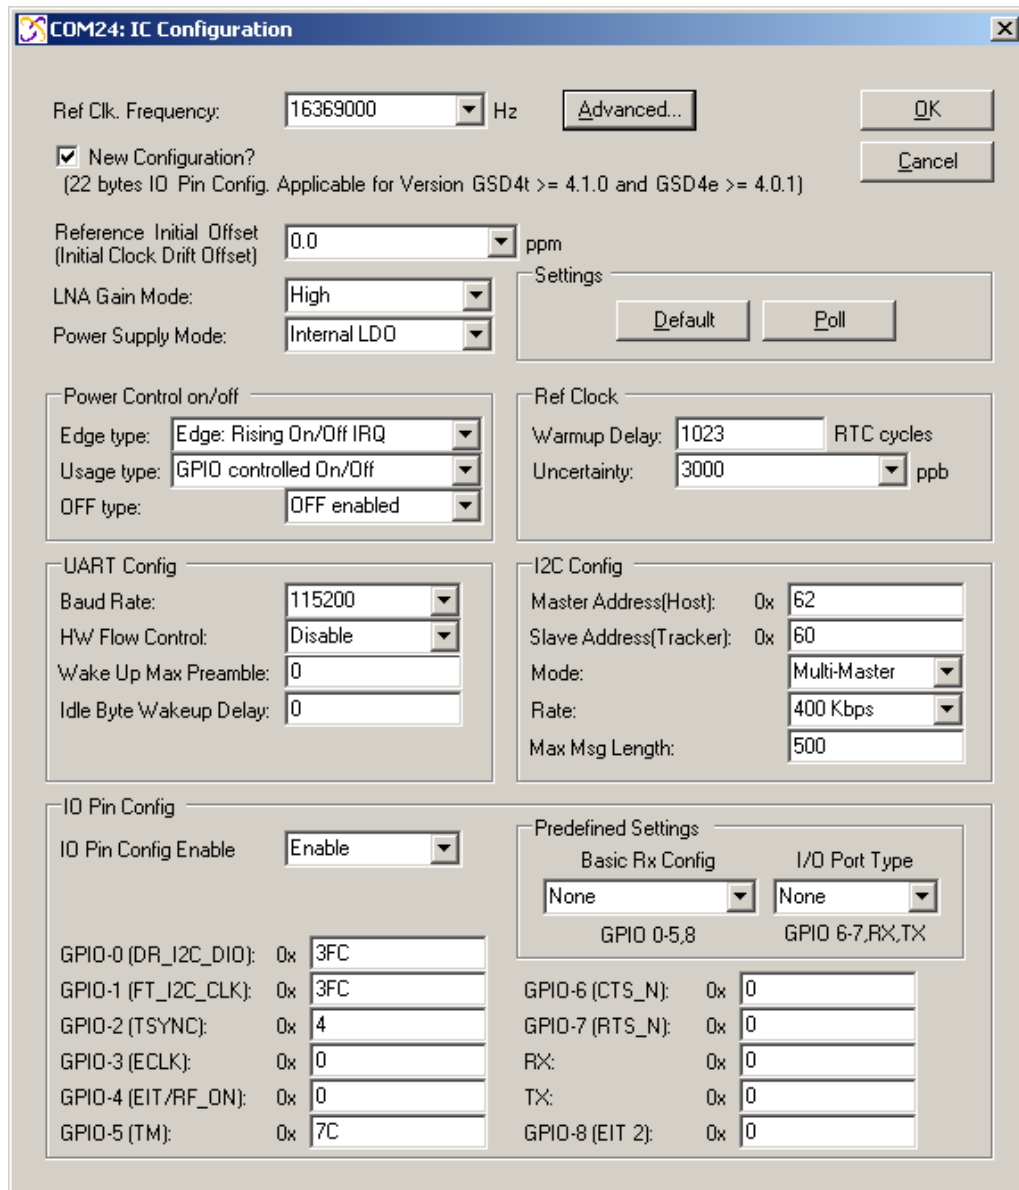 COM24: IC Configuration
Ref Clk. Frequency: 16369000 Hz Advanced... OK
New Configuration? Cancel
(22 bytes IO Pin Config. Applicable for Version GSD4t >= 4.1.0 and GSD4e >= 4.0.1)
Reference Initial Offset
(Initial Clock Drift Offset) 0.0 ppm
LNA Gain Mode: High
Power Supply Mode: Internal LDO
Settings
Default Poll
Power Control on/off
Edge type: Edge: Rising On/Off IRQ
Usage type: GPIO controlled On/Off
OFF type: OFF enabled
Ref Clock
Warmup Delay: 1023 RTC cycles
Uncertainty: 3000 ppb
UART Config
Baud Rate: 115200
HW Flow Control: Disable
Wake Up Max Preamble: 0
Idle Byte Wakeup Delay: 0
I2C Config
Master Address(Host): 0x 62
Slave Address(Tracker): 0x 60
Mode: Multi-Master
Rate: 400 Kbps
Max Msg Length: 500
IO Pin Config
IO Pin Config Enable Enable
Predefined Settings
Basic Rx Config I/O Port Type
None None
GPIO 0-5,8 GPIO 6-7,RX,TX
GPIO-0 (DR_I2C_DIO): 0x 3FC
GPIO-1 (FT_I2C_CLK): 0x 3FC
GPIO-2 (TSYNC): 0x 4
GPIO-3 (ECLK): 0x 0
GPIO-4 (EIT/RF_ON): 0x 0
GPIO-5 (TM): 0x 7C
GPIO-6 (CTS_N): 0x 0
GPIO-7 (RTS_N): 0x 0
RX: 0x 0
TX: 0x 0
GPIO-8 (EIT 2): 0x 0